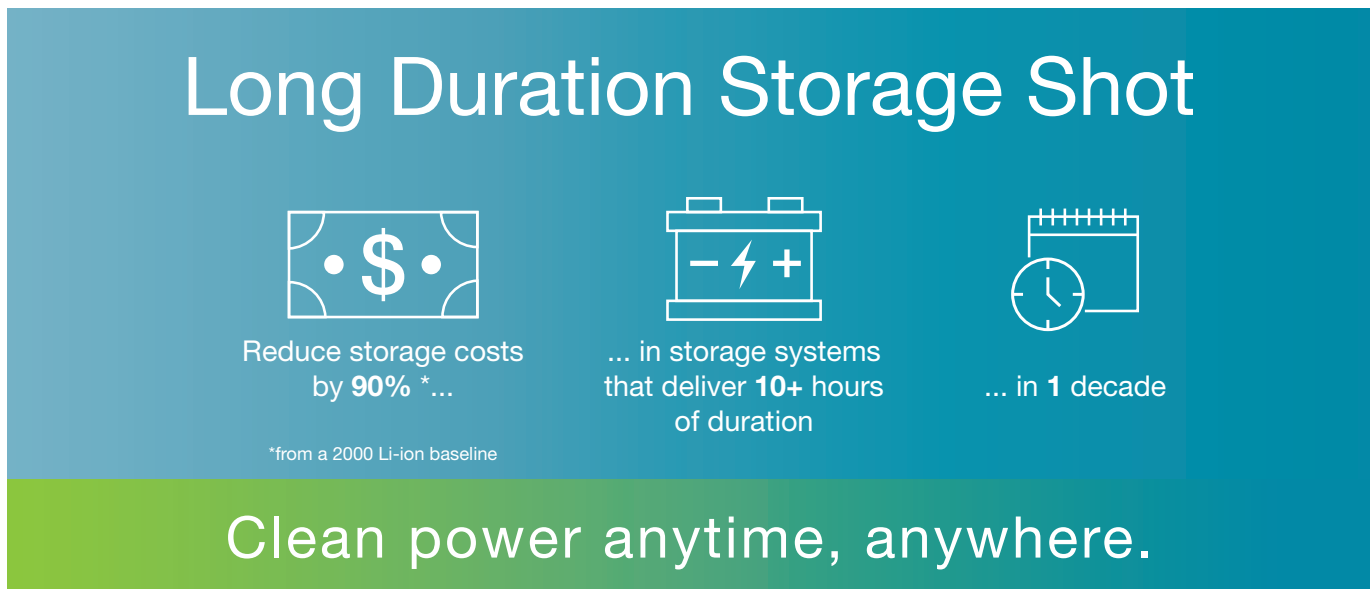 Long Duration Storage Shot
$
Reduce storage costs
by 90% *...
*from a 2000 Li-ion baseline
... in storage systems
that deliver 10+ hours
of duration
... in 1 decade
Clean power anytime, anywhere.